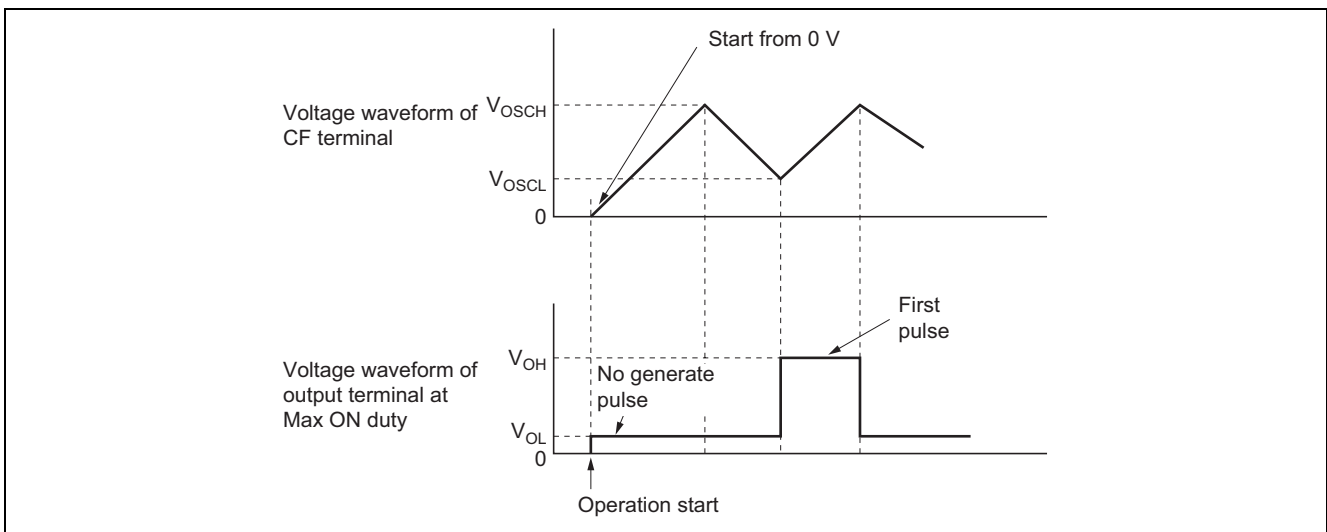 Start from 0 V
Voltage waveform of
CF terminal
VOSCH
VOSCL
0
First
pulse
Voltage waveform of
output terminal at
Max ON duty
VOH
No generate
pulse
VOL
0
Operation start